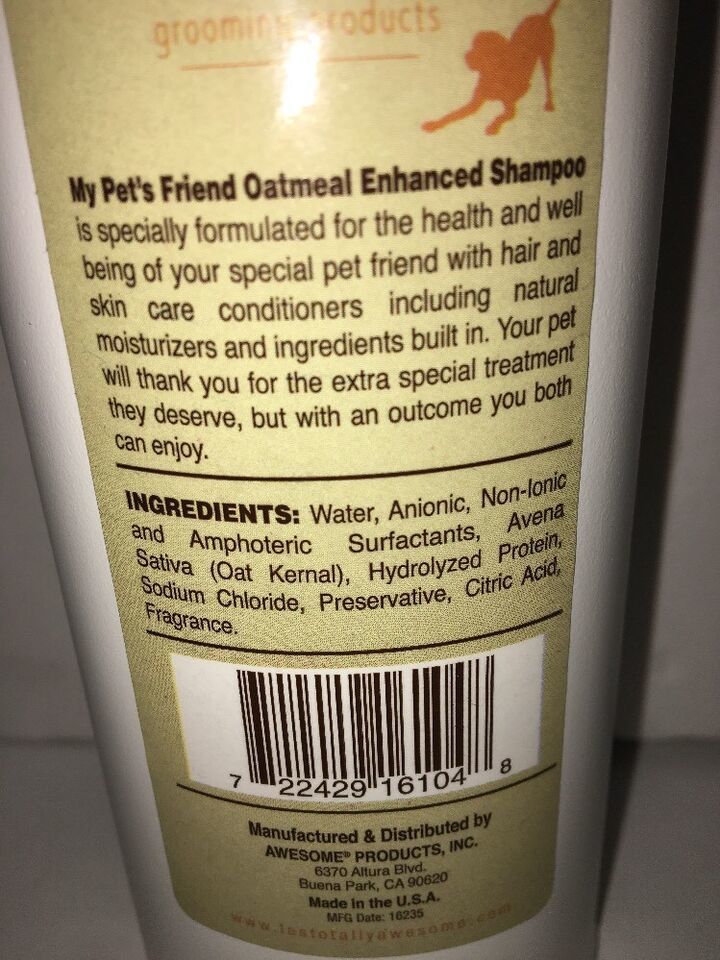 grooming products
My Pet's Friend Oatmeal Enhanced Shampoo
is specially formulated for the health and well
being of your special pet friend with hair and
skin care conditioners including natural
moisturizers and ingredients built in. Your pet
will thank you for the extra special treatment
they deserve, but with an outcome you both
can enjoy.
INGREDIENTS: Water, Anionic, Non-Ionic
and Amphoteric Surfactants, Avena
Sativa (Oat Kernal), Hydrolyzed Protein,
Sodium Chloride, Preservative, Citric Acid,
Fragrance.
7 22429 16104 8
Manufactured & Distributed by
AWESOME® PRODUCTS, INC.
6370 Altura Blvd.
Buena Park, CA 90620
Made in the U.S.A.
MFG Date: 16235
www.lastotallyawesome.com